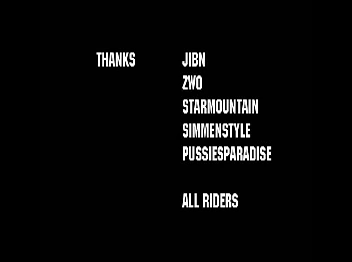 THANKS JIBN
ZWO
STARMOUNTAIN
SIMMENSTYLE
PUSSIESPARADISE
ALL RIDERS